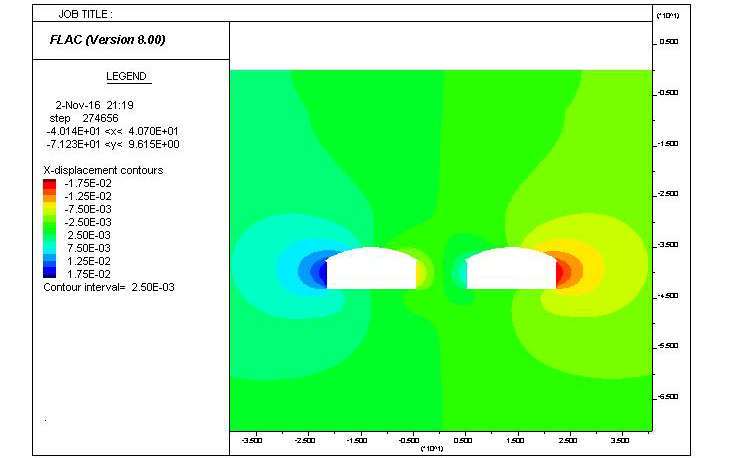 JOB TITLE :
FLAC (Version 8.00)
LEGEND
2-Nov-16 21:19
step 274656
-4.014E+01 <x< 4.070E+01
-7.123E+01 <y< 9.615E+00
X-displacement contours
-1.75E-02
-1.25E-02
-7.50E-03
-2.50E-03
2.50E-03
7.50E-03
1.25E-02
1.75E-02
Contour interval= 2.50E-03
(*10^1)
0.500
-0.500
-1.500
-2.500
-3.500
-4.500
-5.500
-6.500
-3.500 -2.500 -1.500 -0.500 0.500 1.500 2.500 3.500
(*10^1)